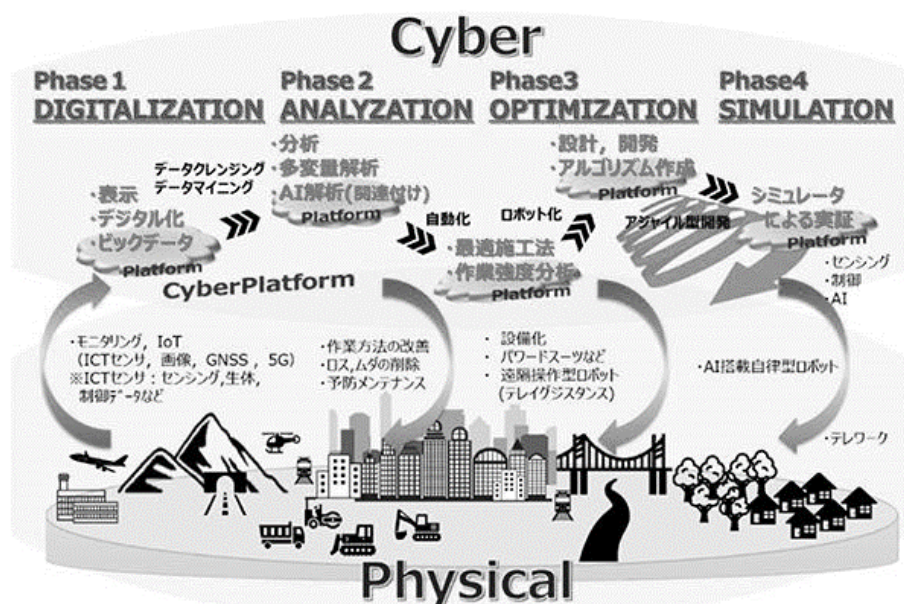 Cyber
Phase 1
DIGITALIZATION
Phase 2
ANALYZATION
Phase3
OPTIMIZATION
Phase4
SIMULATION
・表示
・デジタル化
・ビックデータ
Platform
データクレンジング
データマイニング
・分析
・多変量解析
・AI解析(関連付け)
Platform
自動化
・最適施工法
・作業強度分析
Platform
ロボット化
・設計，開発
・アルゴリズム作成
Platform
アジャイル型開発
シミュレータ
による実証
Platform
・センシング
・制御
・AI
CyberPlatform
・モニタリング，IoT
（ICTセンサ，画像，GNSS，5G）
※ICTセンサ：センシング,生体，
制御データなど
・作業方法の改善
・ロス,ムダの削除
・予防メンテナンス
・設備化
・パワードスーツなど
・遠隔操作型ロボット
(テレイグジスタンス)
・AI搭載自律型ロボット
・テレワーク
Physical